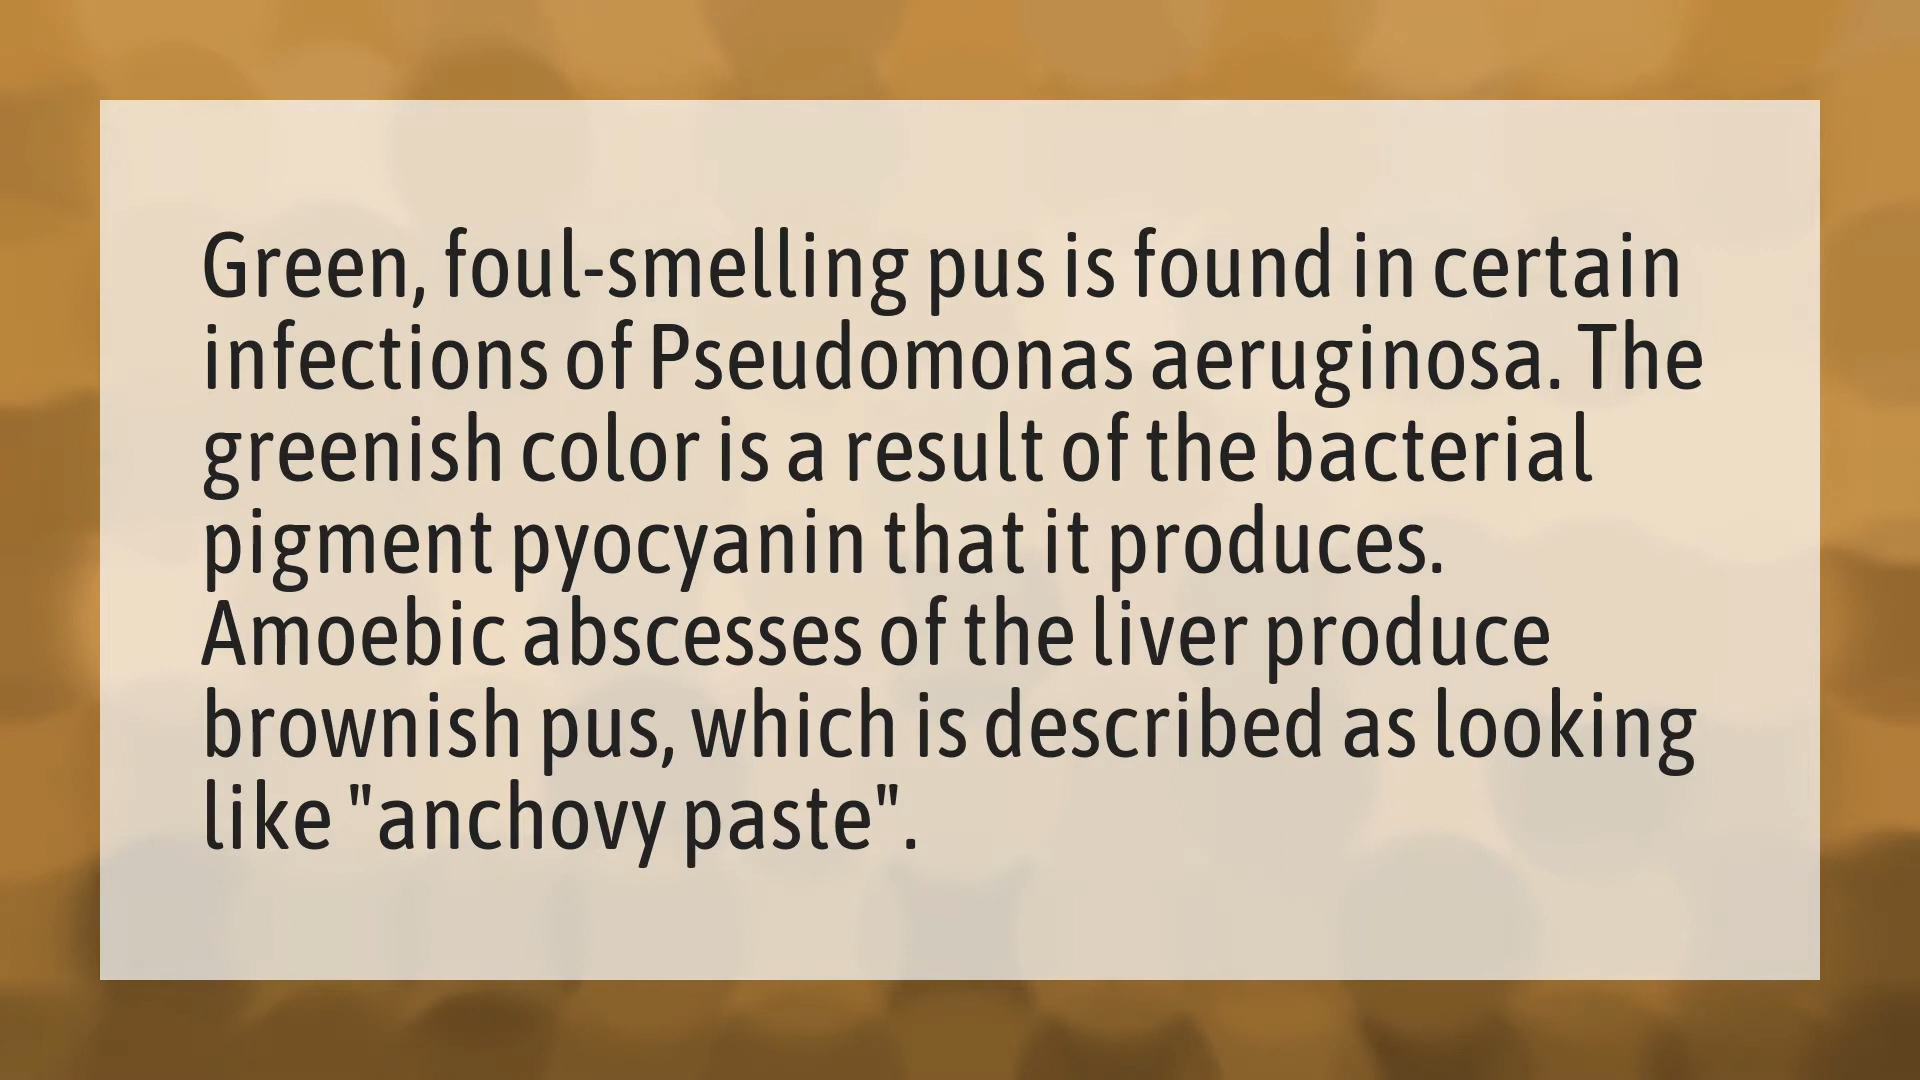 Green, foul-smelling pus is found in certain
infections of Pseudomonas aeruginosa. The
greenish color is a result of the bacterial
pigment pyocyanin that it produces.
Amoebic abscesses of the liver produce
brownish pus, which is described as looking
like "anchovy paste".